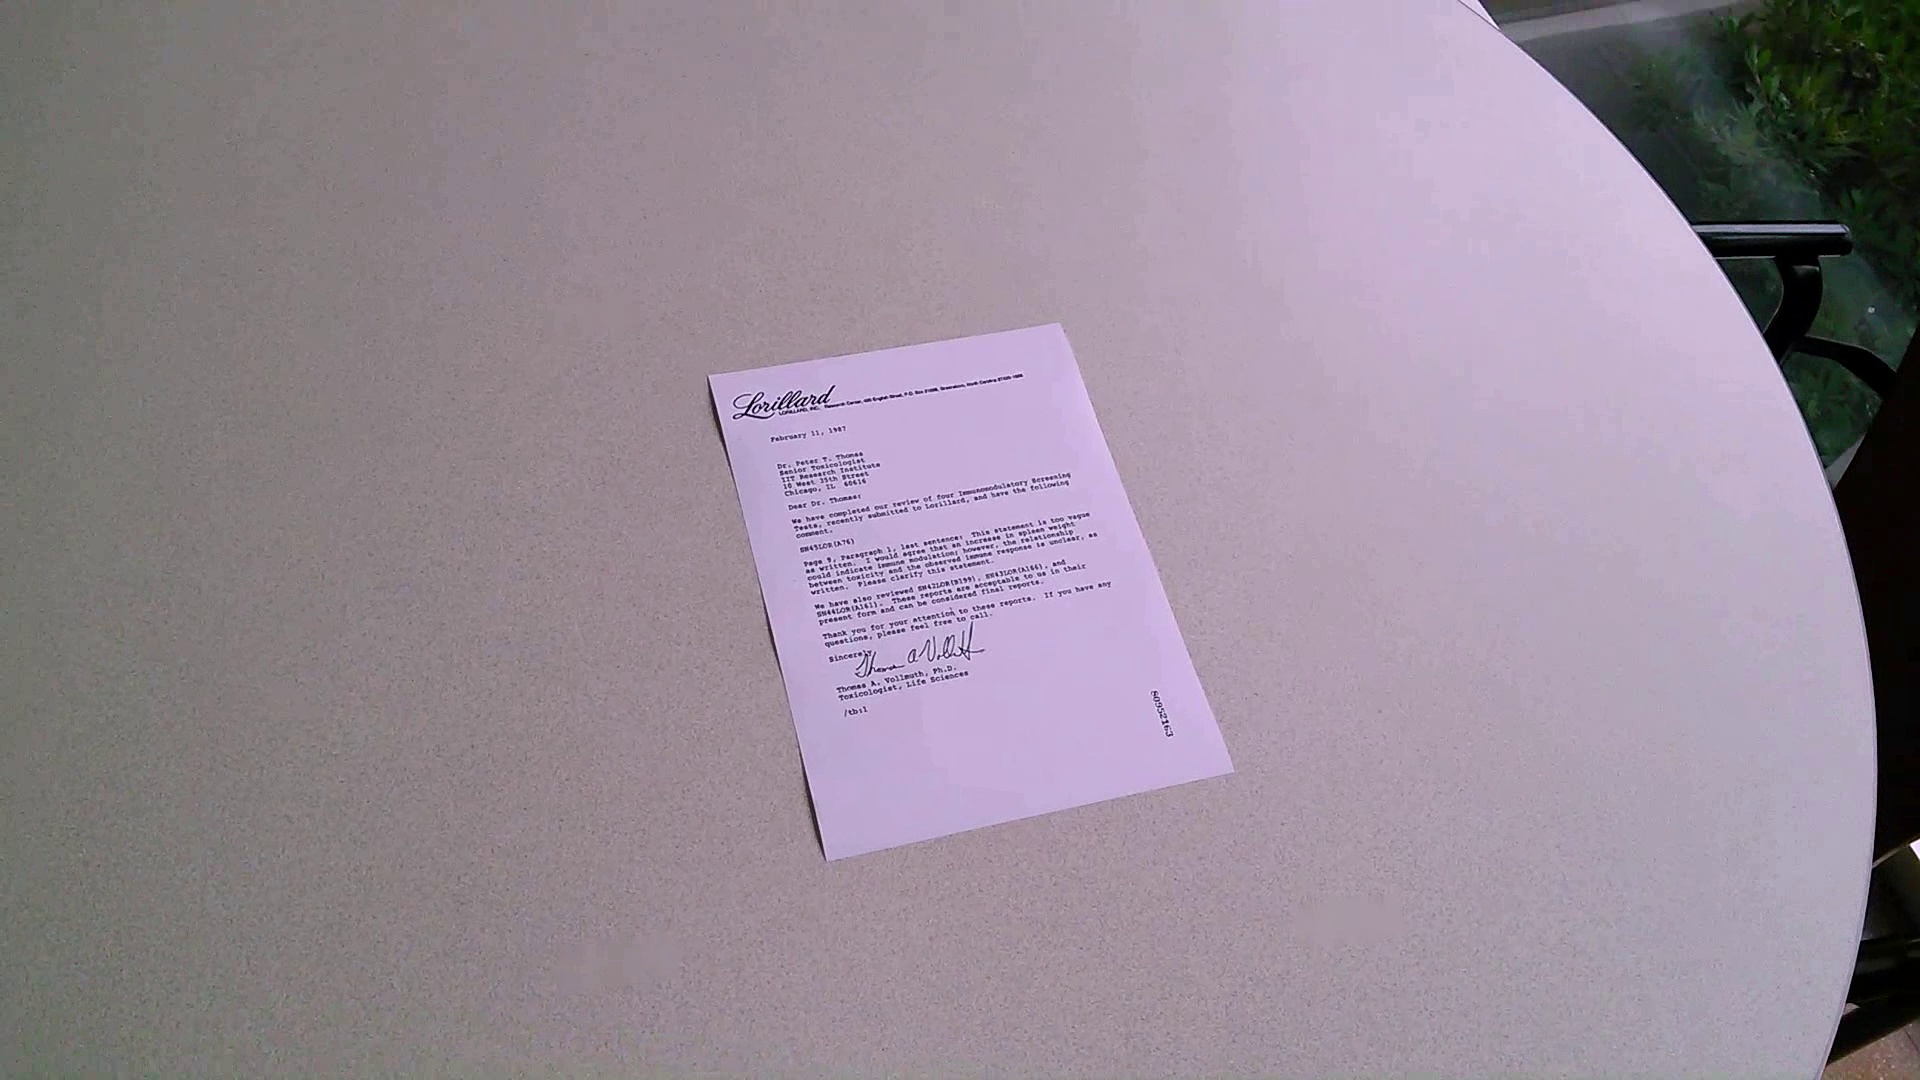 Lorillard
LORILLARD, INC. Research Center, 420 English Street, P.O. Box 21688, Greensboro, North Carolina 27420-1688
February 11, 1987
Dr. Peter T. Thomas
Senior Toxicologist
IIT Research Institute
10 West 35th Street
Chicago, IL 60616
Dear Dr. Thomas:
We have completed our review of four Immunomodulatory Screening
Tests, recently submitted to Lorillard, and have the following
comment.
SN45LOR(A76)
Page 9, Paragraph 1, last sentence: This statement is too vague
as written. I would agree that an increase in spleen weight
could indicate immune modulation; however, the relationship
between toxicity and the observed immune response is unclear, as
written. Please clarify this statement.
We have also reviewed SN42LOR(B199), SN43LOR(A166), and
SN44LOR(A161). These reports are acceptable to us in their
present form and can be considered final reports.
Thank you for your attention to these reports. If you have any
questions, please feel free to call.
Sincerely,
Thomas A Vollmuth
Thomas A. Vollmuth, Ph.D.
Toxicologist, Life Sciences
/tb:l
80952163